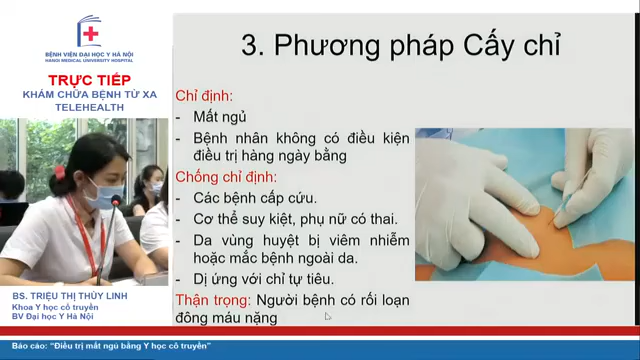 BỆNH VIỆN ĐẠI HỌC Y HÀ NỘI
HANOI MEDICAL UNIVERSITY HOSPITAL
TRỰC TIẾP
KHÁM CHỮA BỆNH TỪ XA
TELEHEALTH
BS. TRIỆU THỊ THÙY LINH
Khoa Y học cổ truyền
BV Đại học Y Hà Nội
3. Phương pháp Cấy chỉ
Chỉ định:
- Mất ngủ
- Bệnh nhân không có điều kiện
điều trị hàng ngày bằng
Chống chỉ định:
- Các bệnh cấp cứu.
- Cơ thể suy kiệt, phụ nữ có thai.
- Da vùng huyệt bị viêm nhiễm
hoặc mắc bệnh ngoài da.
- Dị ứng với chỉ tự tiêu.
Thận trọng: Người bệnh có rối loạn
đông máu nặng
Báo cáo: "Điều trị mất ngủ bằng Y học cổ truyền"